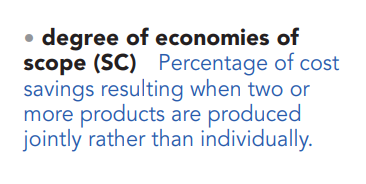 • degree of economies of
scope (SC) Percentage of cost
savings resulting when two or
more products are produced
jointly rather than individually.